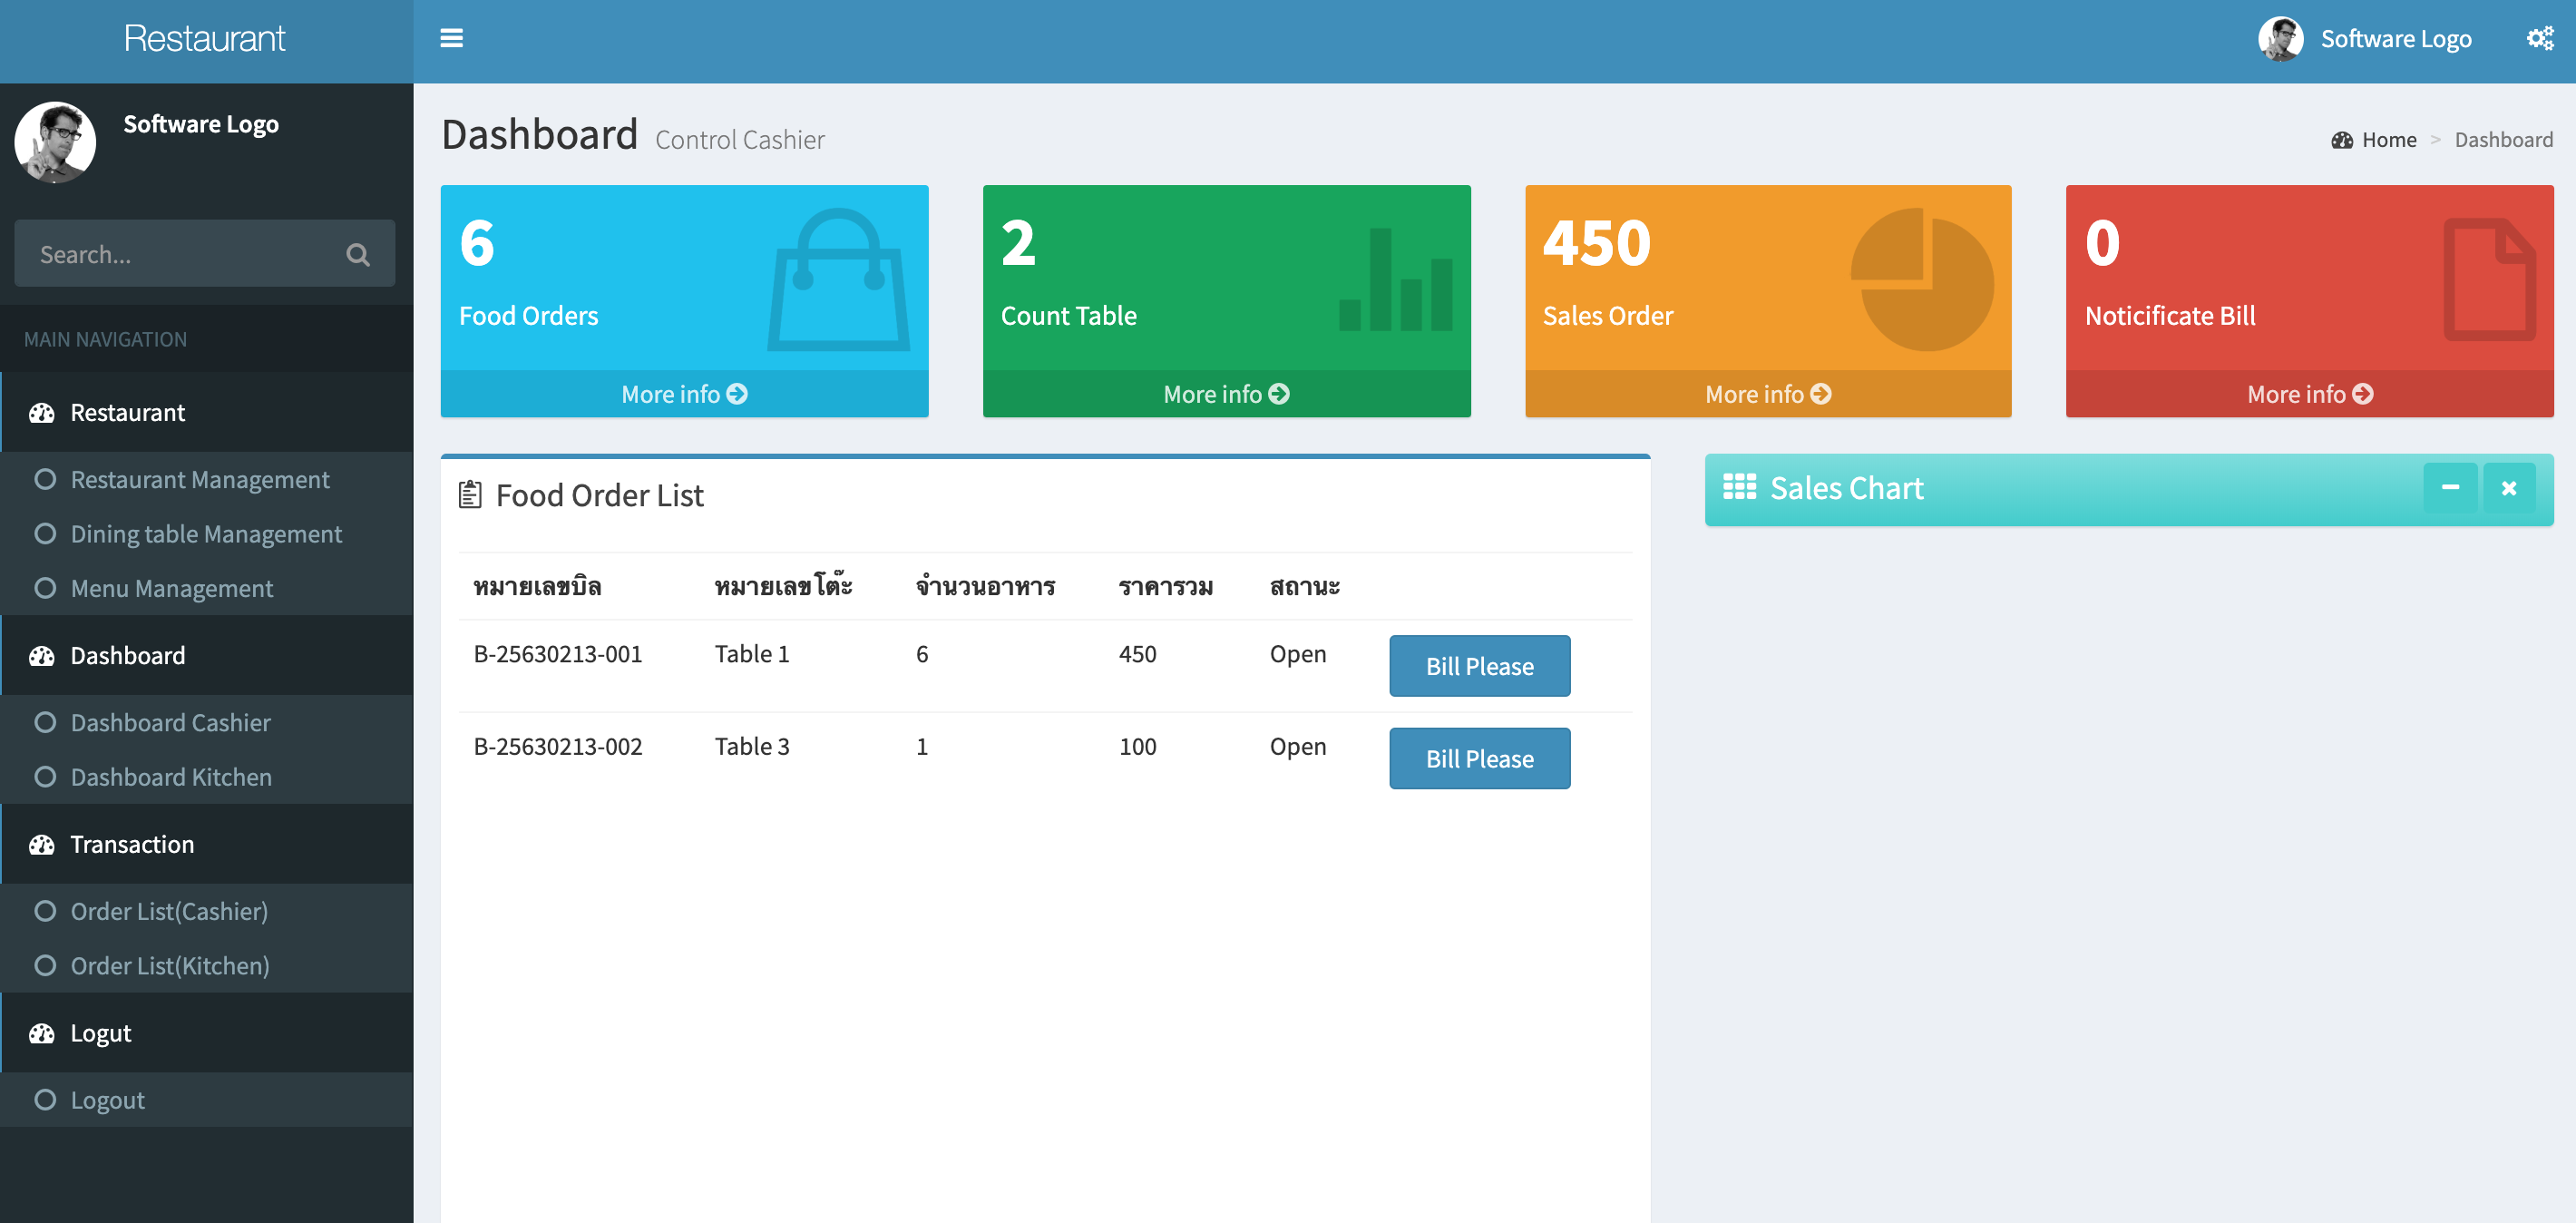 Restaurant
Software Logo
Software Logo
Search...
MAIN NAVIGATION
Restaurant
Restaurant Management
Dining table Management
Menu Management
Dashboard
Dashboard Cashier
Dashboard Kitchen
Transaction
Order List(Cashier)
Order List(Kitchen)
Logut
Logout
Dashboard Control Cashier
Home > Dashboard
6
Food Orders
More info
2
Count Table
More info
450
Sales Order
More info
0
Noticificate Bill
More info
Food Order List
หมายเลขบิล หมายเลขโต๊ะ จำนวนอาหาร ราคารวม สถานะ
B-25630213-001 Table 1 6 450 Open Bill Please
B-25630213-002 Table 3 1 100 Open Bill Please
Sales Chart